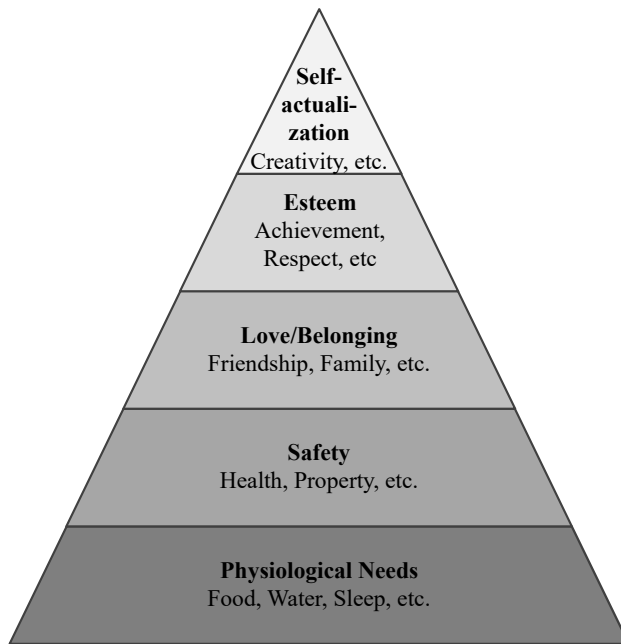 Self-
actuali-
zation
Creativity, etc.
Esteem
Achievement,
Respect, etc
Love/Belonging
Friendship, Family, etc.
Safety
Health, Property, etc.
Physiological Needs
Food, Water, Sleep, etc.